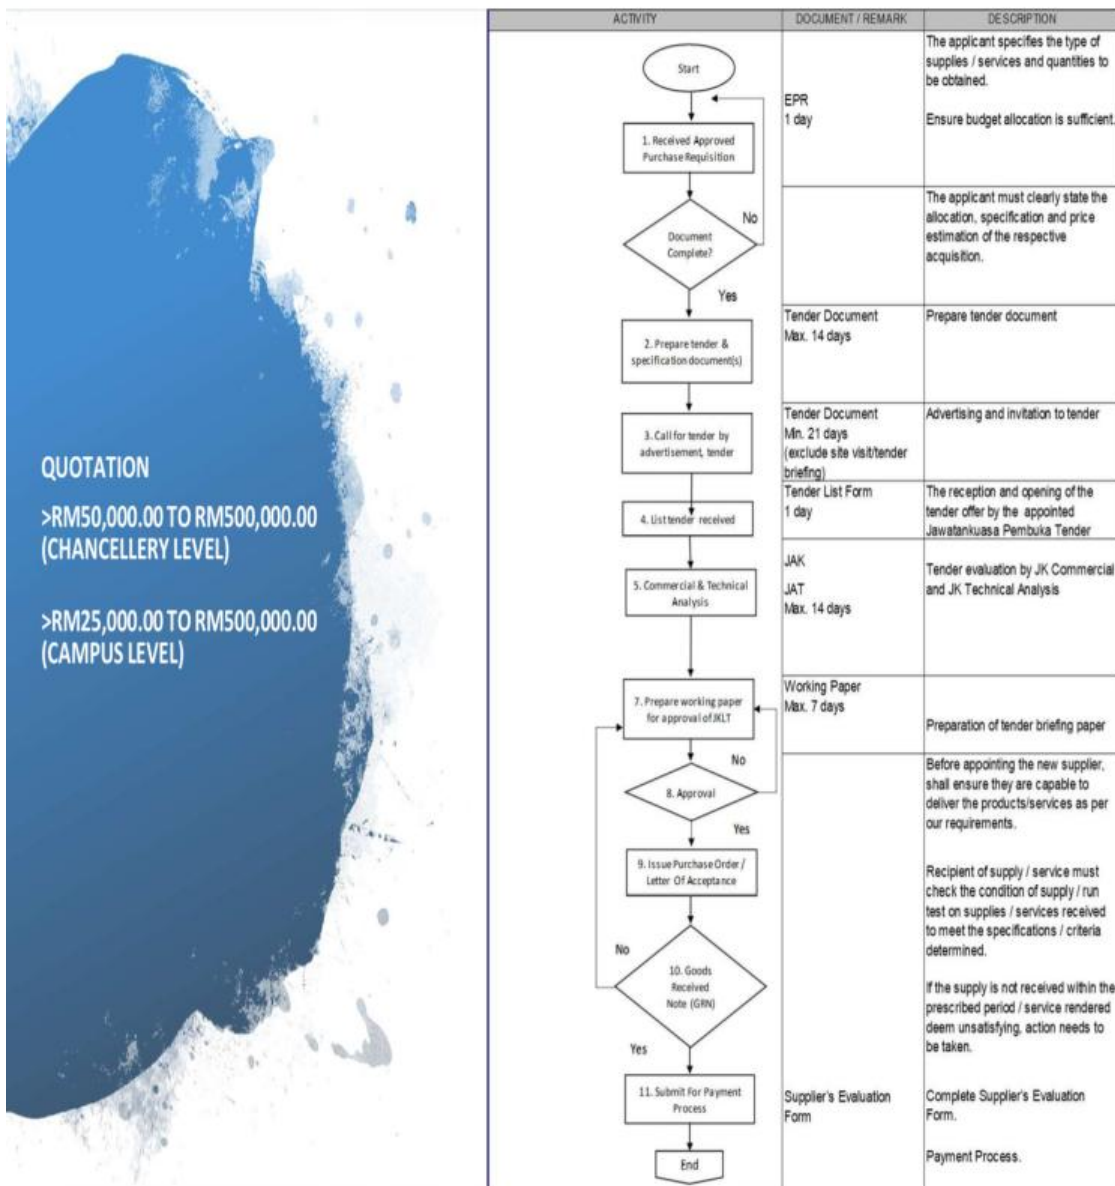 QUOTATION
>RM50,000.00 TO RM500,000.00
(CHANCELLERY LEVEL)
>RM25,000.00 TO RM500,000.00
(CAMPUS LEVEL)
ACTIVITY
DOCUMENT / REMARK
DESCRIPTION
Start
EPR
1 day
The applicant specifies the type of
supplies / services and quantities to
be obtained.
Ensure budget allocation is sufficient.
1. Received Approved
Purchase Requisition
No
Document
Complete?
Yes
The applicant must clearly state the
allocation, specification and price
estimation of the respective
acquisition.
2. Prepare tender &
specification document(s)
Tender Document
Max. 14 days
Prepare tender document
3. Call for tender by
advertisement, tender
Tender Document
Min. 21 days
(exclude site visit/tender
briefing)
Advertising and invitation to tender
4. List tender received
Tender List Form
1 day
The reception and opening of the
tender offer by the appointed
Jawatankuasa Pembuka Tender
5. Commercial & Technical
Analysis
JAK
JAT
Max. 14 days
Tender evaluation by JK Commercial
and JK Technical Analysis
7. Prepare working paper
for approval of JKLT
Working Paper
Max. 7 days
Preparation of tender briefing paper
No
8. Approval
Yes
Before appointing the new supplier,
shall ensure they are capable to
deliver the products/services as per
our requirements.
9. Issue Purchase Order /
Letter Of Acceptance
Recipient of supply / service must
check the condition of supply / run
test on supplies / services received
to meet the specifications / criteria
determined.
No
10. Goods
Received
Note (GRN)
Yes
If the supply is not received within the
prescribed period / service rendered
deem unsatisfying, action needs to
be taken.
11. Submit For Payment
Process
Supplier's Evaluation
Form
Complete Supplier's Evaluation
Form.
Payment Process.
End